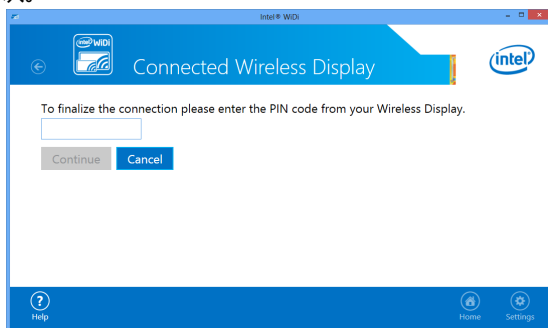 Intel® WiDi
intel WiDi
Connected Wireless Display
intel®
To finalize the connection please enter the PIN code from your Wireless Display.
Continue
Cancel
?
Help
Home
Settings